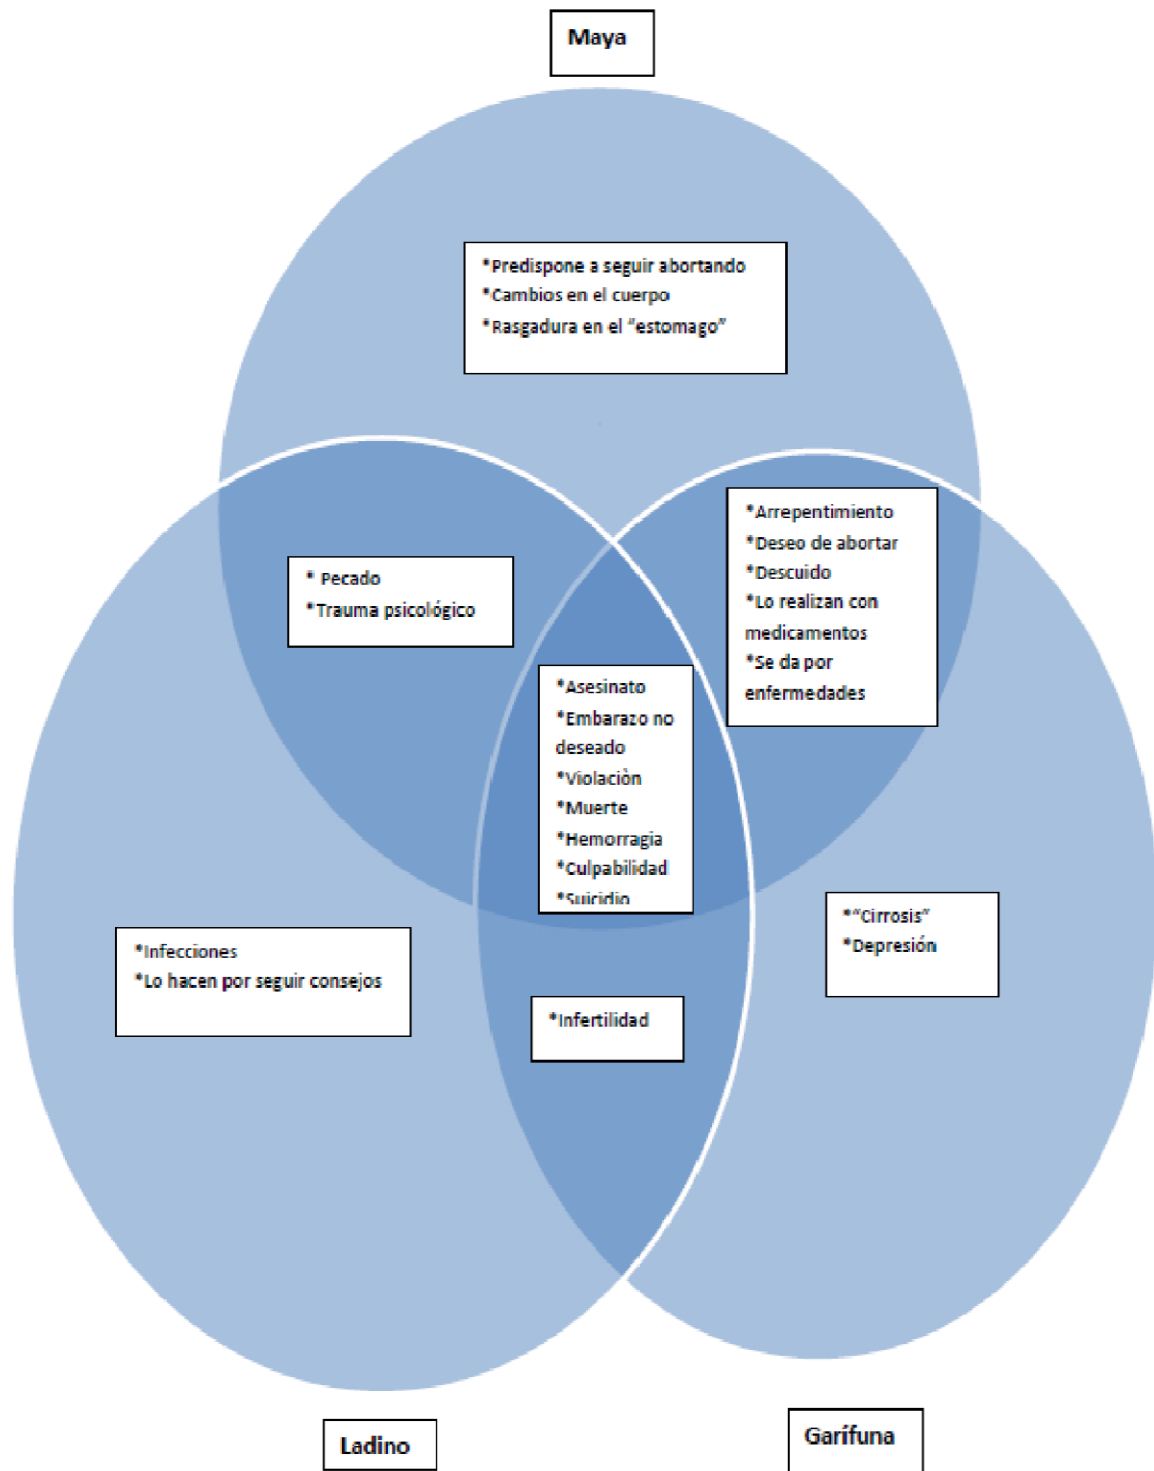 Maya
*Predispone a seguir abortando
*Cambios en el cuerpo
*Rasgadura en el “estomago”
*Arrepentimiento
*Deseo de abortar
*Descuido
*Lo realizan con
medicamentos
*Se da por
enfermedades
* Pecado
*Trauma psicológico
*Asesinato
*Embarazo no
deseado
*Violaciòn
*Muerte
*Hemorragia
*Culpabilidad
*Suicidio
*“Cirrosis”
*Depresión
*Infecciones
*Lo hacen por seguir consejos
*Infertilidad
Ladino
Garífuna